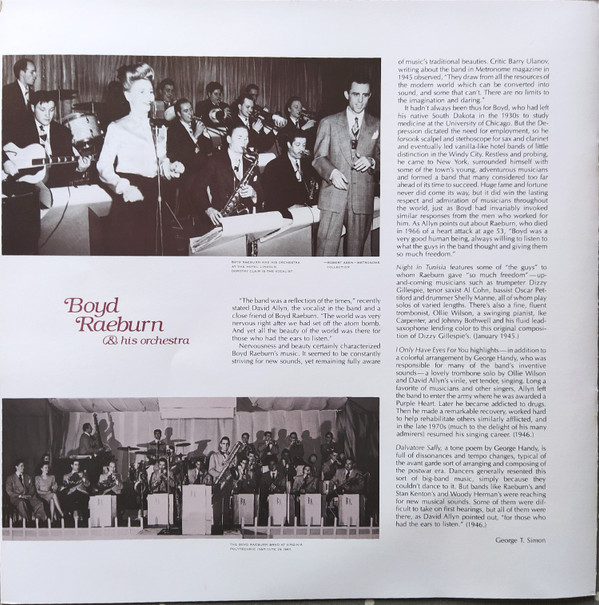 BOYD RAEBURN AND HIS ORCHESTRA
AT THE HOTEL LINCOLN
DOROTHY CLAIR IS THE VOCALIST
Boyd
Raeburn
& his orchestra
"The band was a reflection of the times," recently
stated David Allyn, the vocalist in the band and a
close friend of Boyd Raeburn. "The world was very
nervous right after we had set off the atom bomb.
And yet all the beauty of the world was there for
those who had the ears to listen."
Nervousness and beauty certainly characterized
Boyd Raeburn's music. It seemed to be constantly
striving for new sounds, yet remaining fully aware
THE BOYD RAEBURN BAND AT VIRGINIA
POLYTECHNIC INSTITUTE IN 1945
of music's traditional beauties. Critic Barry Ulanov,
writing about the band in Metronome magazine in
1945 observed, "They draw from all the resources of
the modern world which can be converted into
sound, and some that can't. There are no limits to
the imagination and daring."
It hadn't always been thus for Boyd, who had left
his native South Dakota in the 1930s to study
medicine at the University of Chicago. But the De-
pression dictated the need for employment, so he
forsook scalpel and stethoscope for sax and clarinet
and eventually led vanilla-like hotel bands of little
distinction in the Windy City. Restless and probing,
he came to New York, surrounded himself with
some of the town's young, adventurous musicians
and formed a band that many considered too far
ahead of its time to succeed. Huge fame and fortune
never did come its way, but it did win the lasting
respect and admiration of musicians throughout
the world, just as Boyd had invariably invoked
similar responses from the men who worked for
him. As Allyn points out about Raeburn, who died
in 1966 of a heart attack at age 53, "Boyd was a
very good human being, always willing to listen to
what the guys in the band thought and giving them
so much freedom."
Night in Tunisia features some of "the guys" to
whom Raeburn gave "so much freedom"—up-
and-coming musicians such as trumpeter Dizzy
Gillespie, tenor saxist Al Cohn, bassist Oscar Pet-
tiford and drummer Shelly Manne, all of whom play
solos of varied lengths. There's also a fine, fluent
trombonist, Ollie Wilson, a swinging pianist, Ike
Carpenter, and Johnny Bothwell and his fluid lead-
saxophone lending color to this original composi-
tion of Dizzy Gillespie's. (January 1945.)
I Only Have Eyes For You highlights—in addition to
a colorful arrangement by George Handy, who was
responsible for many of the band's inventive
sounds—a lovely trombone solo by Ollie Wilson
and David Allyn's virile, yet tender, singing. Long a
favorite of musicians and other singers, Allyn left
the band to enter the army where he was awarded a
Purple Heart. Later he became addicted to drugs.
Then he made a remarkable recovery, worked hard
to help rehabilitate others similarly afflicted, and
in the late 1970s (much to the delight of his many
admirers) resumed his singing career. (1946.)
Dalvatore Sally, a tone poem by George Handy, is
full of dissonances and tempo changes, typical of
the avant garde sort of arranging and composing of
the postwar era. Dancers generally resented this
sort of big-band music, simply because they
couldn't dance to it. But bands like Raeburn's and
Stan Kenton's and Woody Herman's were reaching
for new musical sounds. Some of them were dif-
ficult to take on first hearings, but all of them were
there, as David Allyn pointed out, "for those who
had the ears to listen." (1946.)
George T. Simon